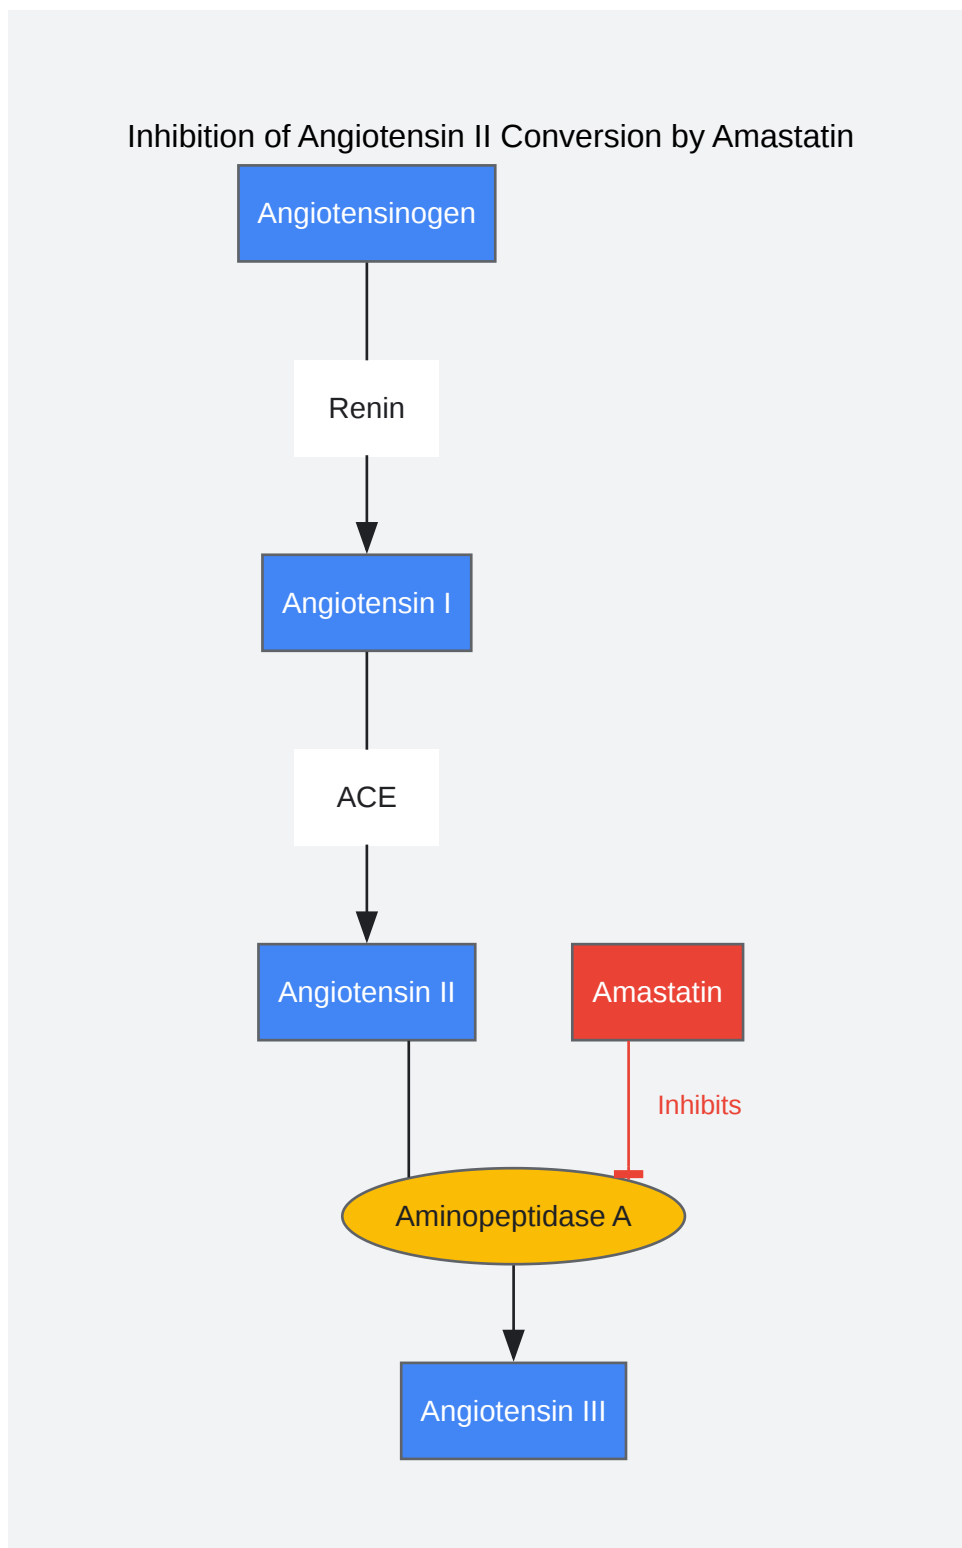 Inhibition of Angiotensin II Conversion by Amastatin
Angiotensinogen
Renin
Angiotensin I
ACE
Angiotensin II
Amastatin
Inhibits
Aminopeptidase A
Angiotensin III